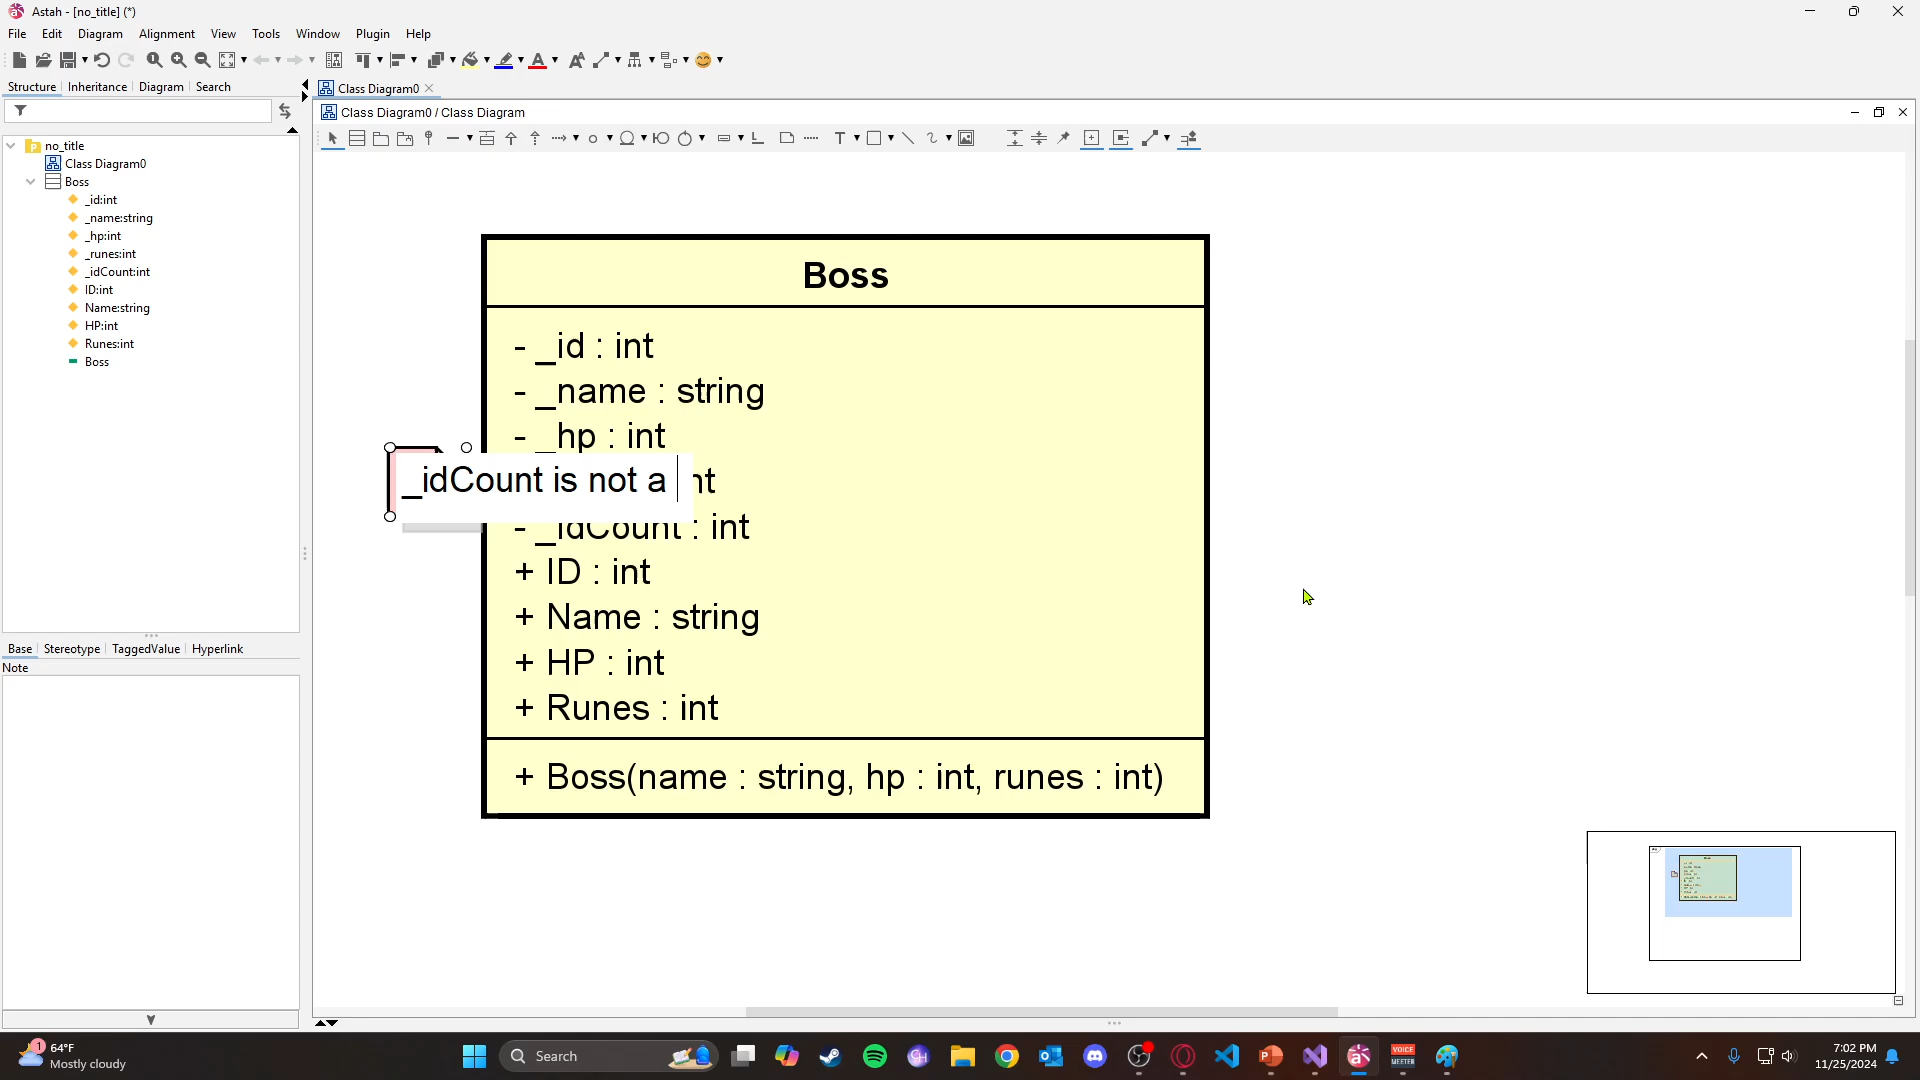 Astah - [no_title] (*)
File Edit Diagram Alignment View Tools Window Plugin Help
Structure Inheritance Diagram Search
Class Diagram0
Class Diagram0 / Class Diagram
no_title
Class Diagram0
Boss
_id:int
_name:string
_hp:int
_runes:int
_idCount:int
ID:int
Name:string
HP:int
Runes:int
Boss
Base Stereotype TaggedValue Hyperlink
Note
Boss
- _id : int
- _name : string
- _hp : int
_idCount is not a
nt
- _idCount : int
+ ID : int
+ Name : string
+ HP : int
+ Runes : int
+ Boss(name : string, hp : int, runes : int)
1
64°F
Mostly cloudy
Search
VOICE
MEETER
7:02 PM
11/25/2024